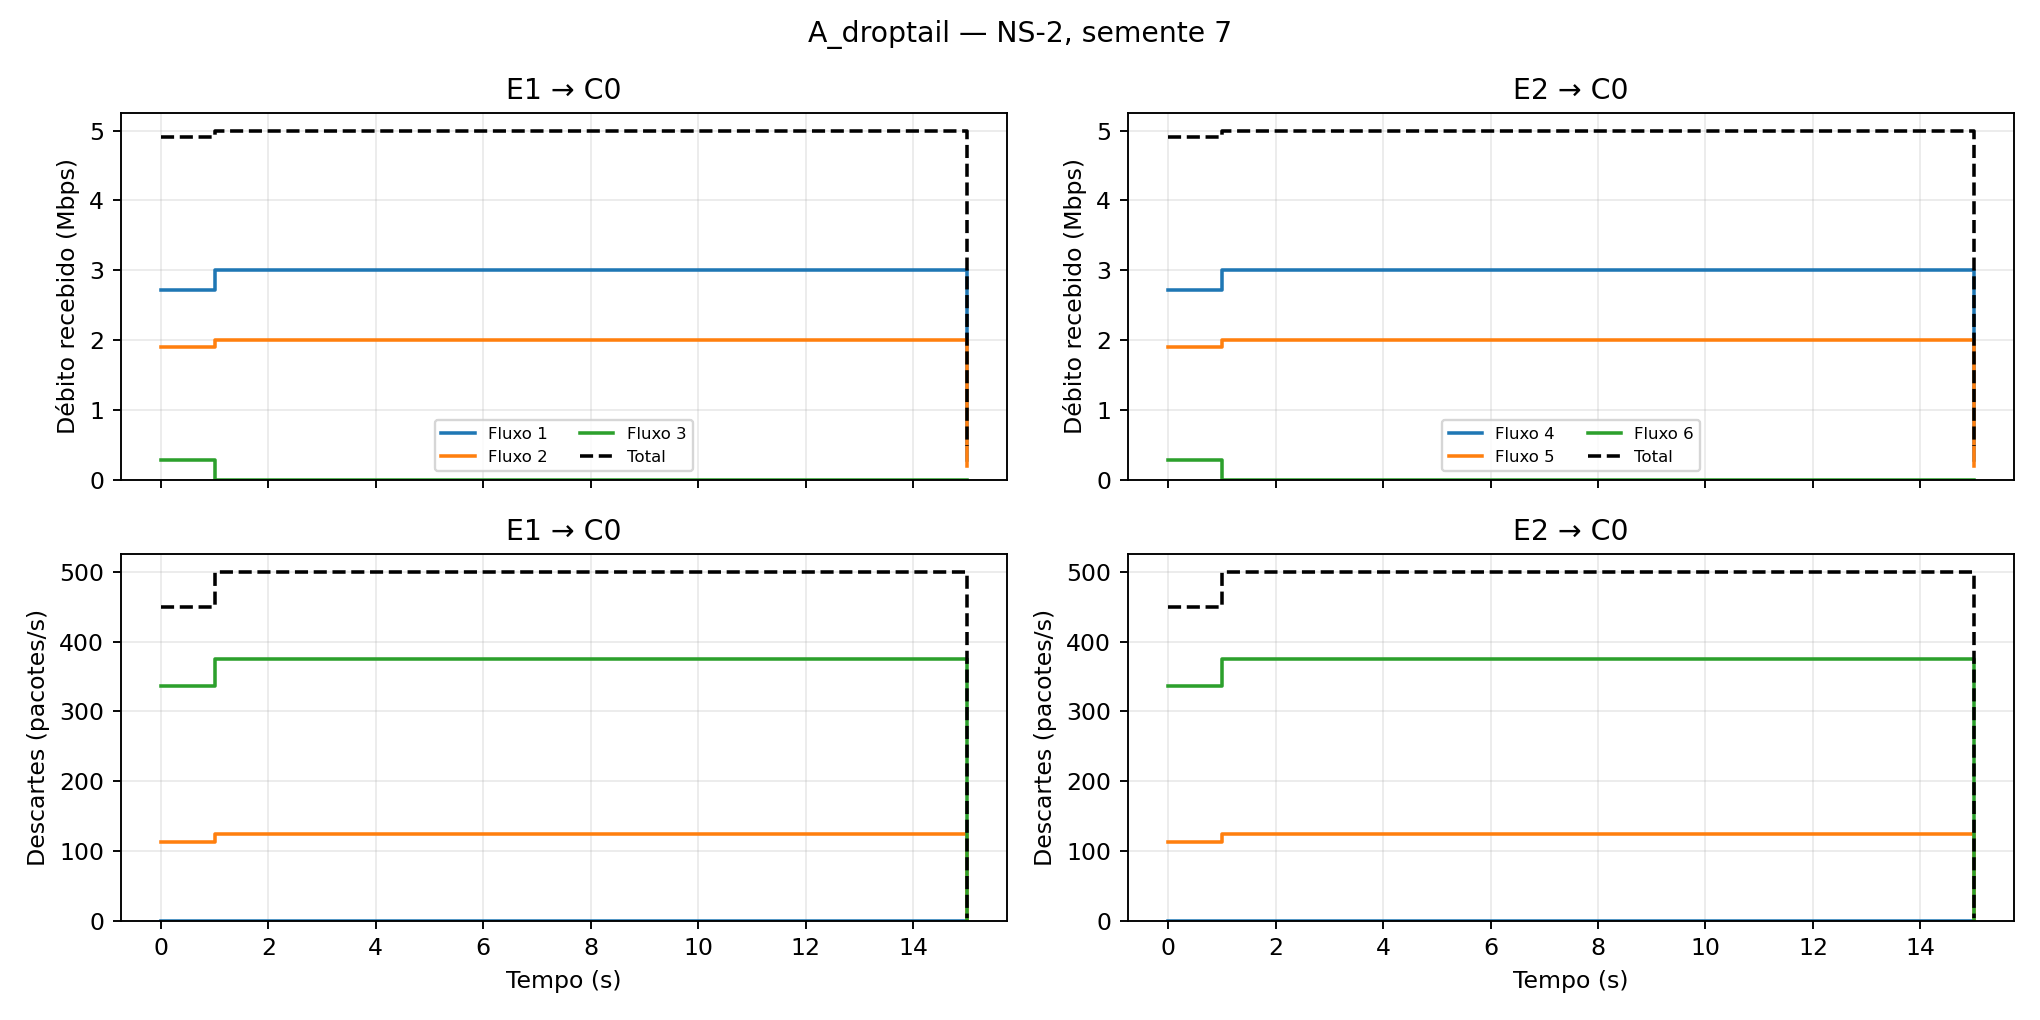 A_droptail — NS-2, semente 7
E1 → C0
Débito recebido (Mbps)
5
4
3
2
1
0
Fluxo 1
Fluxo 2
Fluxo 3
Total
E2 → C0
Débito recebido (Mbps)
5
4
3
2
1
0
Fluxo 4
Fluxo 5
Fluxo 6
Total
E1 → C0
Descartes (pacotes/s)
500
400
300
200
100
0
0 2 4 6 8 10 12 14
Tempo (s)
E2 → C0
Descartes (pacotes/s)
500
400
300
200
100
0
0 2 4 6 8 10 12 14
Tempo (s)